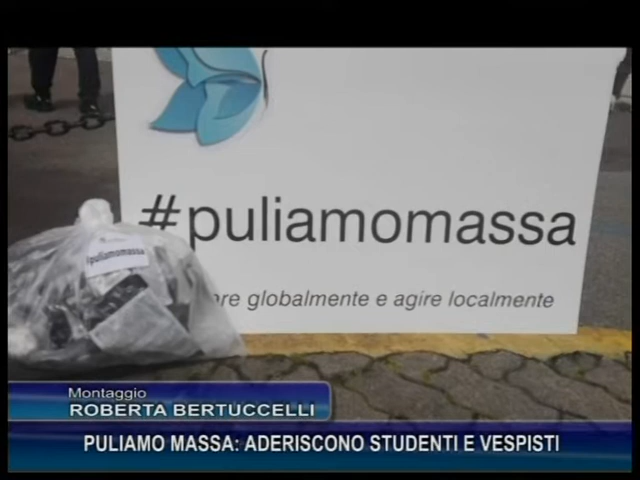 #puliamomassa
globalmente e agire localmente
#puliamomassa
Montaggio
ROBERTA BERTUCCELLI
PULIAMO MASSA: ADERISCONO STUDENTI E VESPISTI